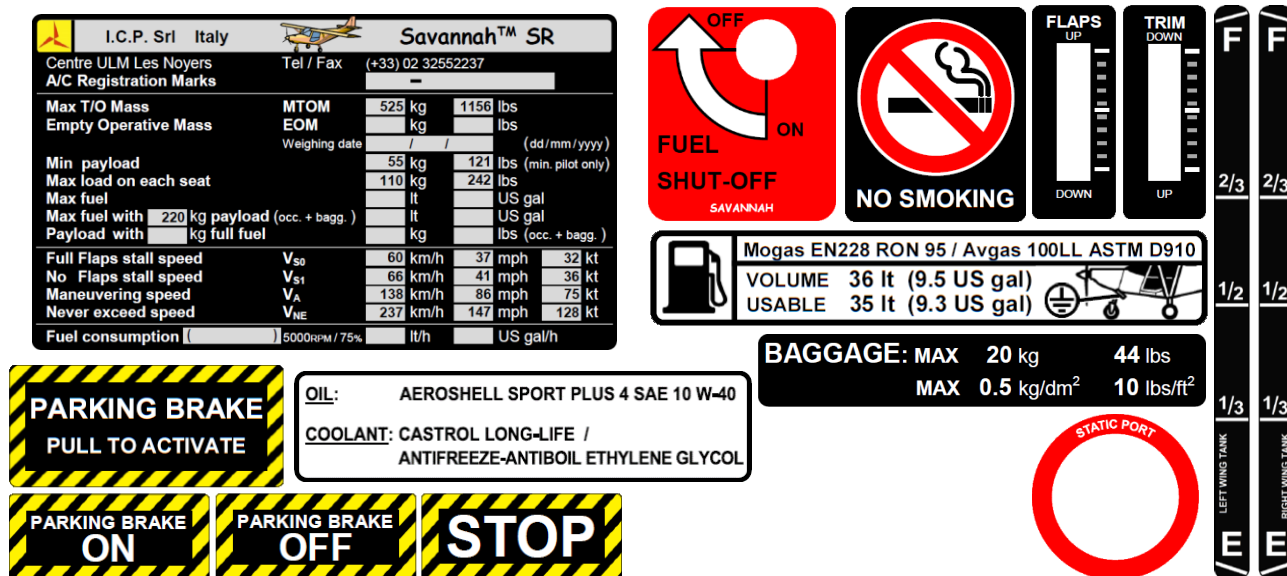 I.C.P. Srl Italy Savannah™ SR
Centre ULM Les Noyers Tel / Fax (+33) 02 32552237
A/C Registration Marks –
Max T/O Mass MTOM 525 kg 1156 lbs
Empty Operative Mass EOM kg lbs
Weighing date / / (dd/mm/yyyy)
Min payload 55 kg 121 lbs (min. pilot only)
Max load on each seat 110 kg 242 lbs
Max fuel lt US gal
Max fuel with 220 kg payload (occ. + bagg. ) lt US gal
Payload with kg full fuel kg lbs (occ. + bagg. )
Full Flaps stall speed VS0 60 km/h 37 mph 32 kt
No Flaps stall speed VS1 66 km/h 41 mph 36 kt
Maneuvering speed VA 138 km/h 86 mph 75 kt
Never exceed speed VNE 237 km/h 147 mph 128 kt
Fuel consumption ( ) 5000RPM / 75% lt/h US gal/h
OFF
ON
FUEL
SHUT-OFF
SAVANNAH
NO SMOKING
FLAPS
UP
DOWN
TRIM
DOWN
UP
Mogas EN228 RON 95 / Avgas 100LL ASTM D910
VOLUME 36 lt (9.5 US gal)
USABLE 35 lt (9.3 US gal)
BAGGAGE: MAX 20 kg 44 lbs
MAX 0.5 kg/dm² 10 lbs/ft²
F
2/3
1/2
1/3
LEFT WING TANK
E
F
2/3
1/2
1/3
RIGHT WING TANK
E
PARKING BRAKE
PULL TO ACTIVATE
OIL: AEROSHELL SPORT PLUS 4 SAE 10 W-40
COOLANT: CASTROL LONG-LIFE /
ANTIFREEZE-ANTIBOIL ETHYLENE GLYCOL
STATIC PORT
PARKING BRAKE
ON
PARKING BRAKE
OFF
STOP